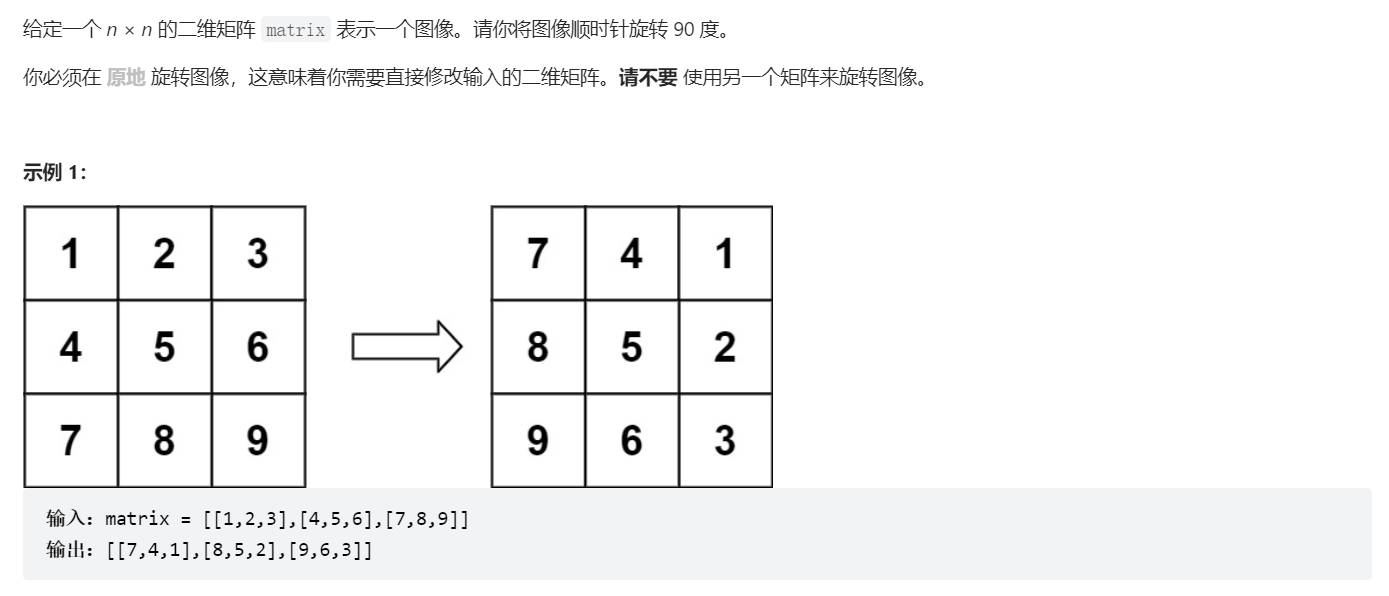 给定一个 n × n 的二维矩阵 matrix 表示一个图像。请你将图像顺时针旋转 90 度。
你必须在 原地 旋转图像，这意味着你需要直接修改输入的二维矩阵。请不要 使用另一个矩阵来旋转图像。
示例 1：
1 2 3 7 4 1
4 5 6 8 5 2
7 8 9 9 6 3
输入：matrix = [[1,2,3],[4,5,6],[7,8,9]]
输出：[[7,4,1],[8,5,2],[9,6,3]]